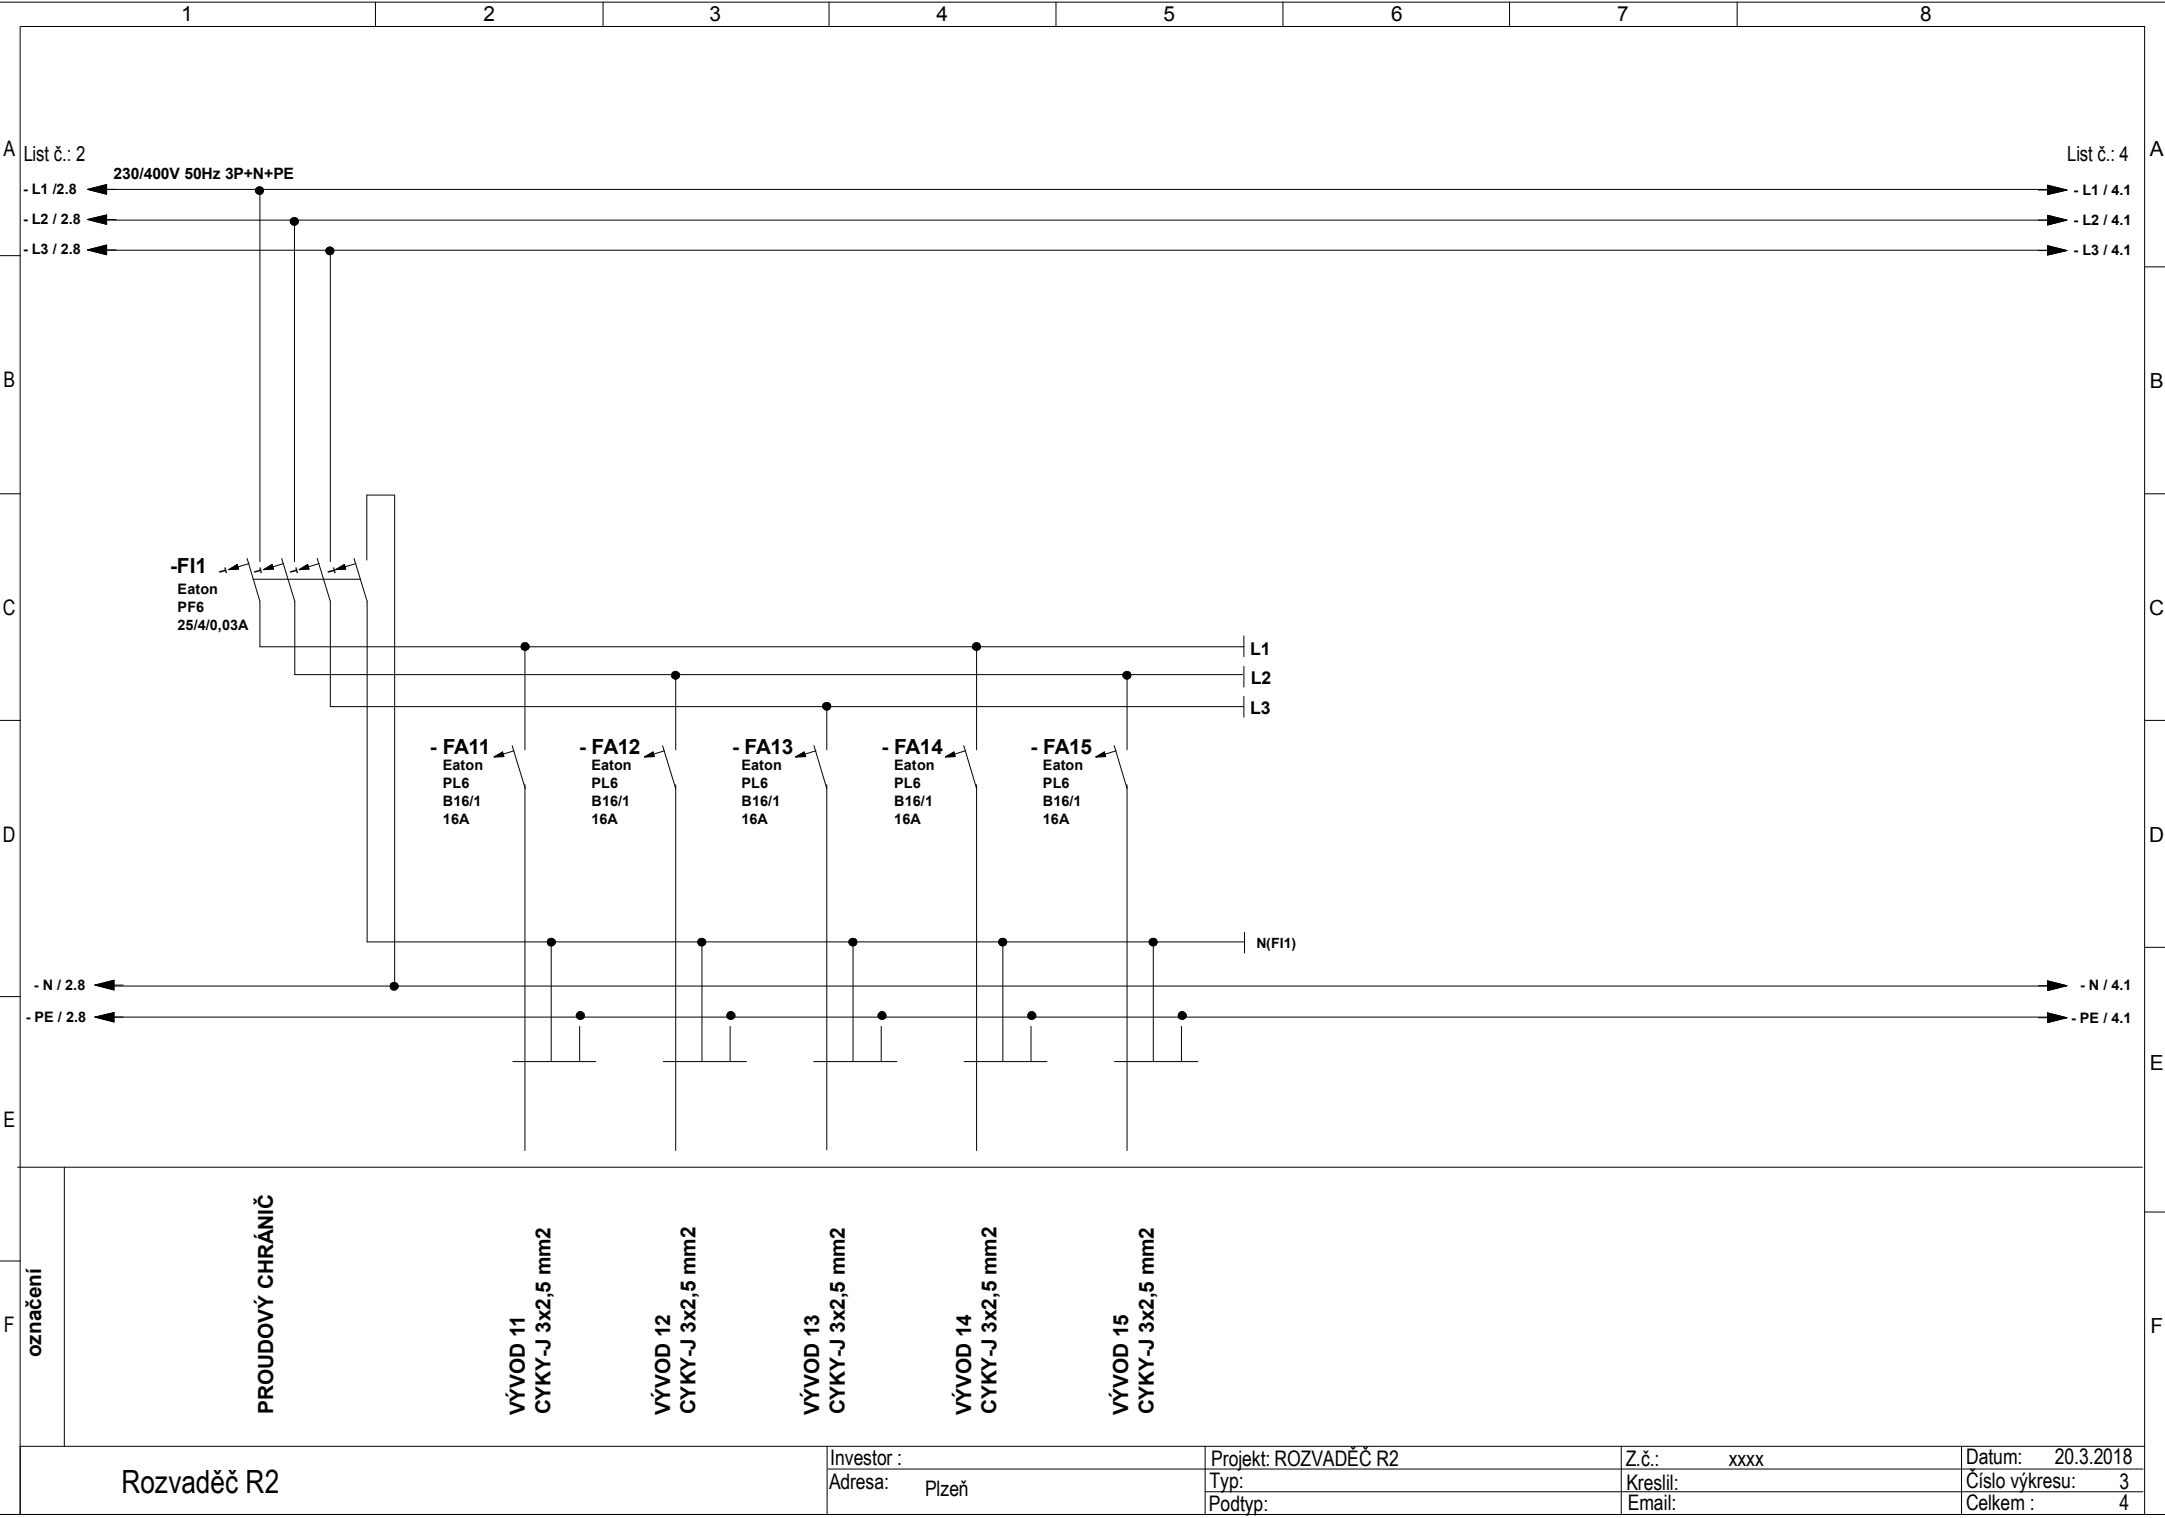 1 2 3 4 5 6 7 8
A
List č.: 2
List č.: 4
A
230/400V 50Hz 3P+N+PE
- L1 /2.8
- L1 / 4.1
- L2 / 2.8
- L2 / 4.1
- L3 / 2.8
- L3 / 4.1
B
B
-FI1
Eaton
PF6
25/4/0,03A
C
C
L1
L2
L3
- FA11
Eaton
PL6
B16/1
16A
- FA12
Eaton
PL6
B16/1
16A
- FA13
Eaton
PL6
B16/1
16A
- FA14
Eaton
PL6
B16/1
16A
- FA15
Eaton
PL6
B16/1
16A
D
D
N(FI1)
- N / 2.8
- N / 4.1
- PE / 2.8
- PE / 4.1
E
E
F
F
označení
PROUDOVÝ CHRÁNIČ
VÝVOD 11
CYKY-J 3x2,5 mm2
VÝVOD 12
CYKY-J 3x2,5 mm2
VÝVOD 13
CYKY-J 3x2,5 mm2
VÝVOD 14
CYKY-J 3x2,5 mm2
VÝVOD 15
CYKY-J 3x2,5 mm2
Rozvaděč R2
Investor :
Adresa: Plzeň
Projekt: ROZVADĚČ R2
Typ:
Podtyp:
Z.č.: xxxx
Kreslil:
Email:
Datum: 20.3.2018
Číslo výkresu: 3
Celkem : 4